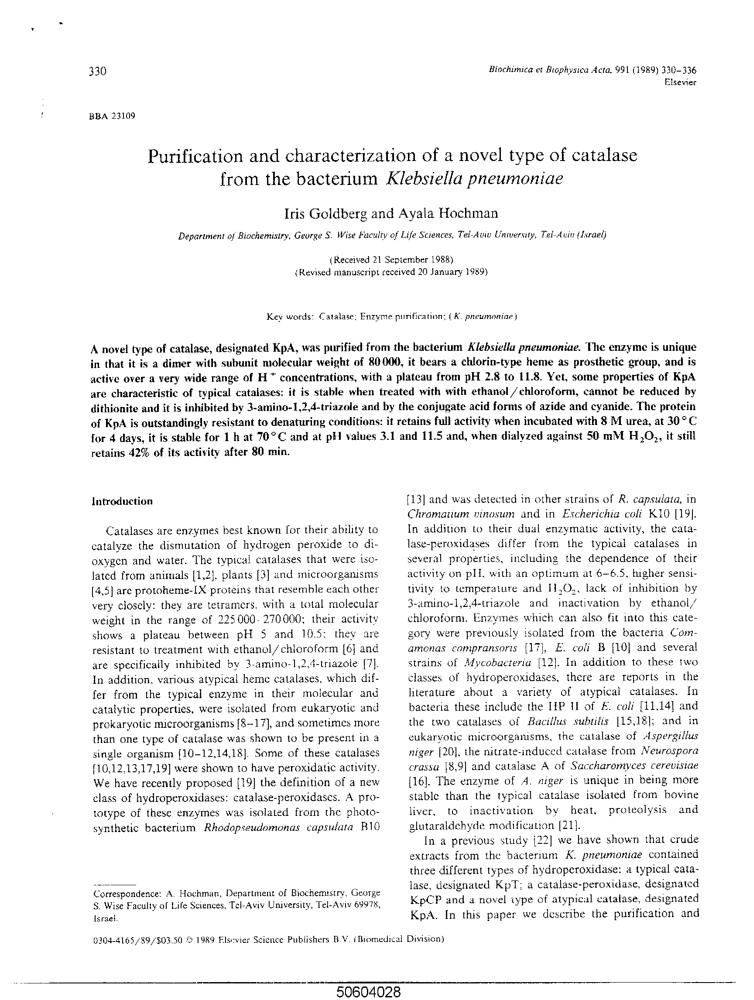 330
Biochimica et Biophysica Acta, 991 (1989) 330–336
Elsevier
BBA 23109
Purification and characterization of a novel type of catalase
from the bacterium Klebsiella pneumoniae
Iris Goldberg and Ayala Hochman
Department of Biochemistry, George S. Wise Faculty of Life Sciences, Tel-Aviv University, Tel-Aviv (Israel)
(Received 21 September 1988)
(Revised manuscript received 20 January 1989)
Key words: Catalase; Enzyme purification; (K. pneumoniae)
A novel type of catalase, designated KpA, was purified from the bacterium Klebsiella pneumoniae. The enzyme is unique
in that it is a dimer with subunit molecular weight of 80 000, it bears a chlorin-type heme as prosthetic group, and is
active over a very wide range of H⁺ concentrations, with a plateau from pH 2.8 to 11.8. Yet, some properties of KpA
are characteristic of typical catalases: it is stable when treated with with ethanol/chloroform, cannot be reduced by
dithionite and it is inhibited by 3-amino-1,2,4-triazole and by the conjugate acid forms of azide and cyanide. The protein
of KpA is outstandingly resistant to denaturing conditions: it retains full activity when incubated with 8 M urea, at 30 °C
for 4 days, it is stable for 1 h at 70 °C and at pH values 3.1 and 11.5 and, when dialyzed against 50 mM H₂O₂, it still
retains 42% of its activity after 80 min.
Introduction
Catalases are enzymes best known for their ability to
catalyze the dismutation of hydrogen peroxide to di-
oxygen and water. The typical catalases that were iso-
lated from animals [1,2], plants [3] and microorganisms
[4,5] are protoheme-IX proteins that resemble each other
very closely: they are tetramers, with a total molecular
weight in the range of 225 000–270 000; their activity
shows a plateau between pH 5 and 10.5; they are
resistant to treatment with ethanol/chloroform [6] and
are specifically inhibited by 3-amino-1,2,4-triazole [7].
In addition, various atypical heme catalases, which dif-
fer from the typical enzyme in their molecular and
catalytic properties, were isolated from eukaryotic and
prokaryotic microorganisms [8–17], and sometimes more
than one type of catalase was shown to be present in a
single organism [10–12,14,18]. Some of these catalases
[10,12,13,17,19] were shown to have peroxidatic activity.
We have recently proposed [19] the definition of a new
class of hydroperoxidases: catalase-peroxidases. A pro-
totype of these enzymes was isolated from the photo-
synthetic bacterium Rhodopseudomonas capsulata B10
Correspondence: A. Hochman, Department of Biochemistry, George
S. Wise Faculty of Life Sciences, Tel-Aviv University, Tel-Aviv 69978,
Israel.
[13] and was detected in other strains of R. capsulata, in
Chromatium vinosum and in Escherichia coli K10 [19].
In addition to their dual enzymatic activity, the cata-
lase-peroxidases differ from the typical catalases in
several properties, including the dependence of their
activity on pH, with an optimum at 6–6.5, higher sensi-
tivity to temperature and H₂O₂, lack of inhibition by
3-amino-1,2,4-triazole and inactivation by ethanol/
chloroform. Enzymes which can also fit into this cate-
gory were previously isolated from the bacteria Com-
amonas compransoris [17], E. coli B [10] and several
strains of Mycobacteria [12]. In addition to these two
classes of hydroperoxidases, there are reports in the
literature about a variety of atypical catalases. In
bacteria these include the HP II of E. coli [11,14] and
the two catalases of Bacillus subtilis [15,18]; and in
eukaryotic microorganisms, the catalase of Aspergillus
niger [20], the nitrate-induced catalase from Neurospora
crassa [8,9] and catalase A of Saccharomyces cerevisiae
[16]. The enzyme of A. niger is unique in being more
stable than the typical catalase isolated from bovine
liver, to inactivation by heat, proteolysis and
glutaraldehyde modification [21].
In a previous study [22] we have shown that crude
extracts from the bacterium K. pneumoniae contained
three different types of hydroperoxidase: a typical cata-
lase, designated KpT; a catalase-peroxidase, designated
KpCP and a novel type of atypical catalase, designated
KpA. In this paper we describe the purification and
0304-4165/89/$03.50 © 1989 Elsevier Science Publishers B.V. (Biomedical Division)
50604028